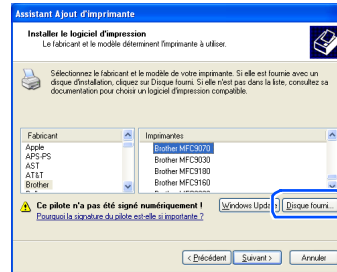 Assistant Ajout d'imprimante
Installer le logiciel d'impression
Le fabricant et le modèle déterminent l'imprimante à utiliser.
Sélectionnez le fabricant et le modèle de votre imprimante. Si elle est fournie avec un
disque d'installation, cliquez sur Disque fourni. Si elle n'est pas dans la liste, consultez sa
documentation pour choisir un logiciel d'impression compatible.
Fabricant
Apple
APS-PS
AST
AT&T
Brother
Imprimantes
Brother MFC9070
Brother MFC9030
Brother MFC9180
Brother MFC9160
Ce pilote n'a pas été signé numériquement !
Pourquoi la signature du pilote est-elle si importante ?
Windows Update
Disque fourni...
< Précédent
Suivant >
Annuler